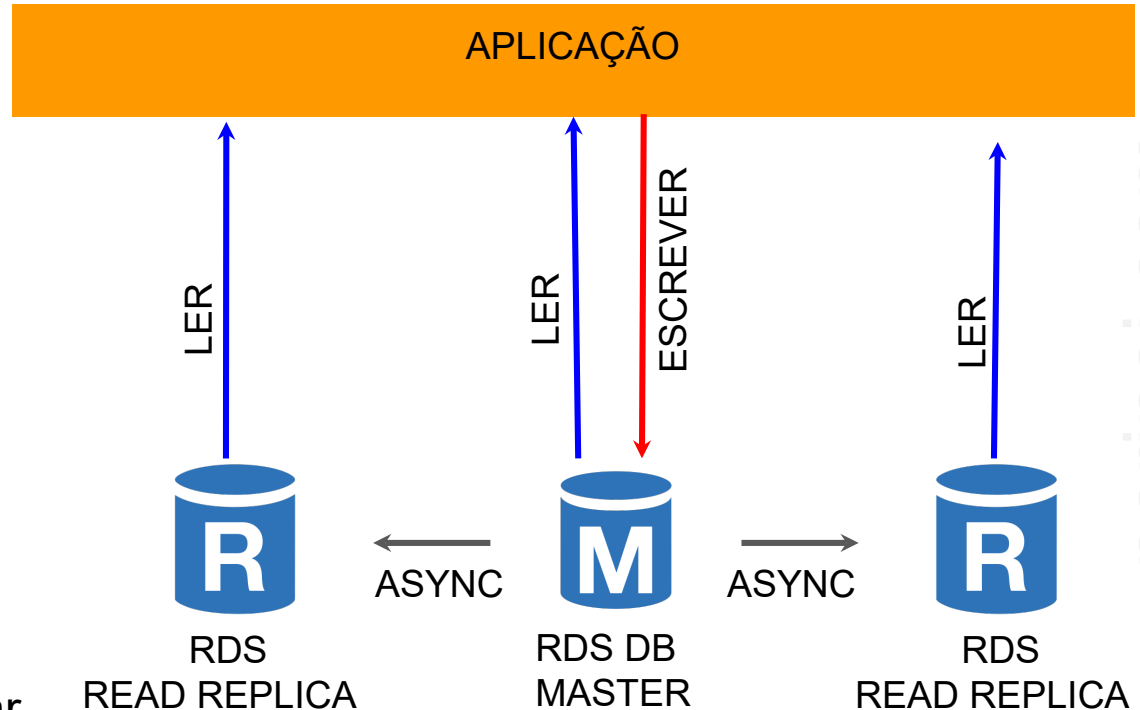 APLICAÇÃO
LER
LER
ESCREVER
LER
R
M
R
ASYNC
ASYNC
RDS
READ REPLICA
RDS DB
MASTER
RDS
READ REPLICA